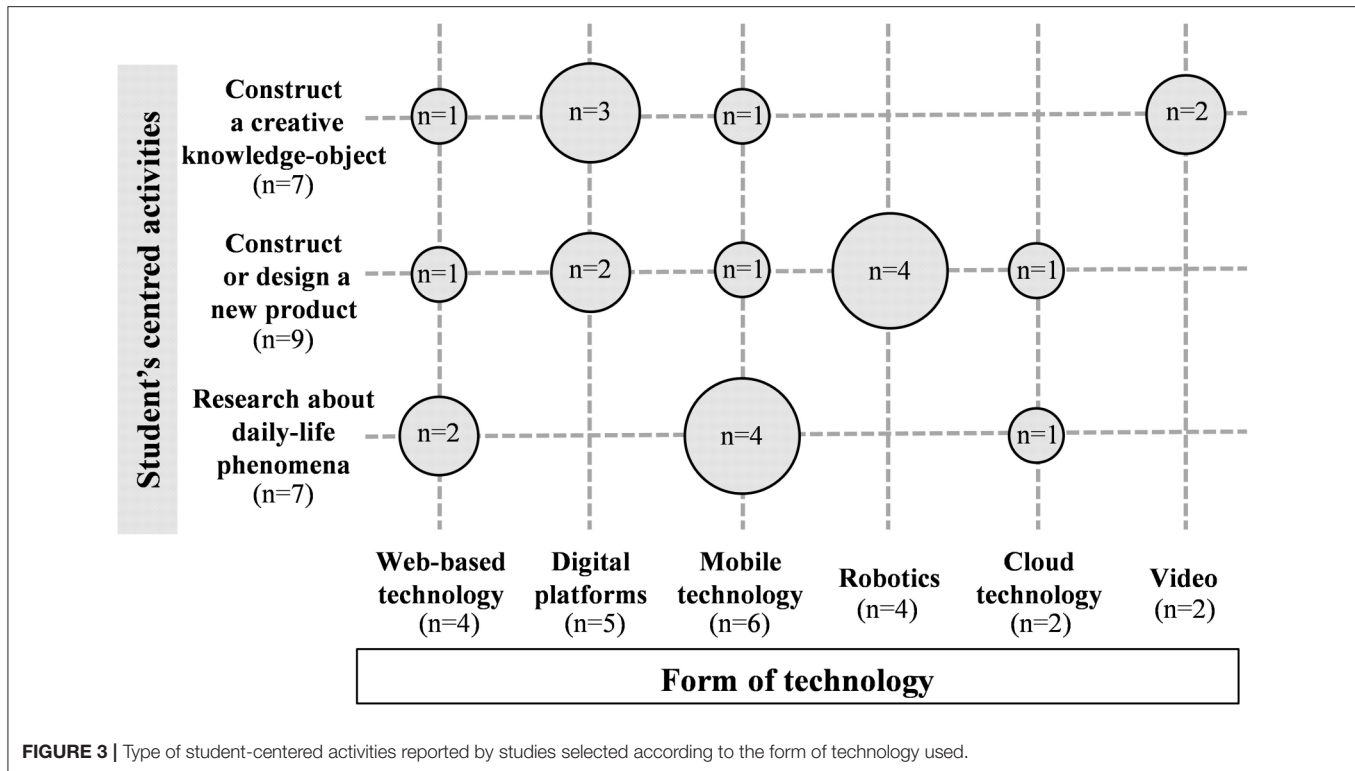 Student's centred activities
Construct
a creative
knowledge-object
(n=7)
n=1
n=3
n=1
n=2
Construct
or design a
new product
(n=9)
n=1
n=2
n=1
n=4
n=1
Research about
daily-life
phenomena
(n=7)
n=2
n=4
n=1
Web-based
technology
(n=4)
Digital
platforms
(n=5)
Mobile
technology
(n=6)
Robotics
(n=4)
Cloud
technology
(n=2)
Video
(n=2)
Form of technology
FIGURE 3 | Type of student-centered activities reported by studies selected according to the form of technology used.